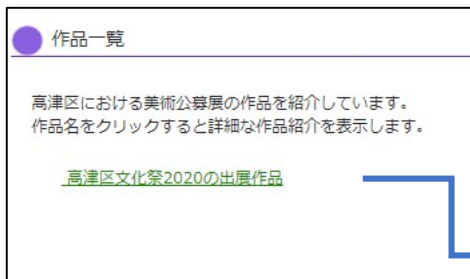 作品一覧
高津区における美術公募展の作品を紹介しています。
作品名をクリックすると詳細な作品紹介を表示します。
高津区文化祭2020の出展作品